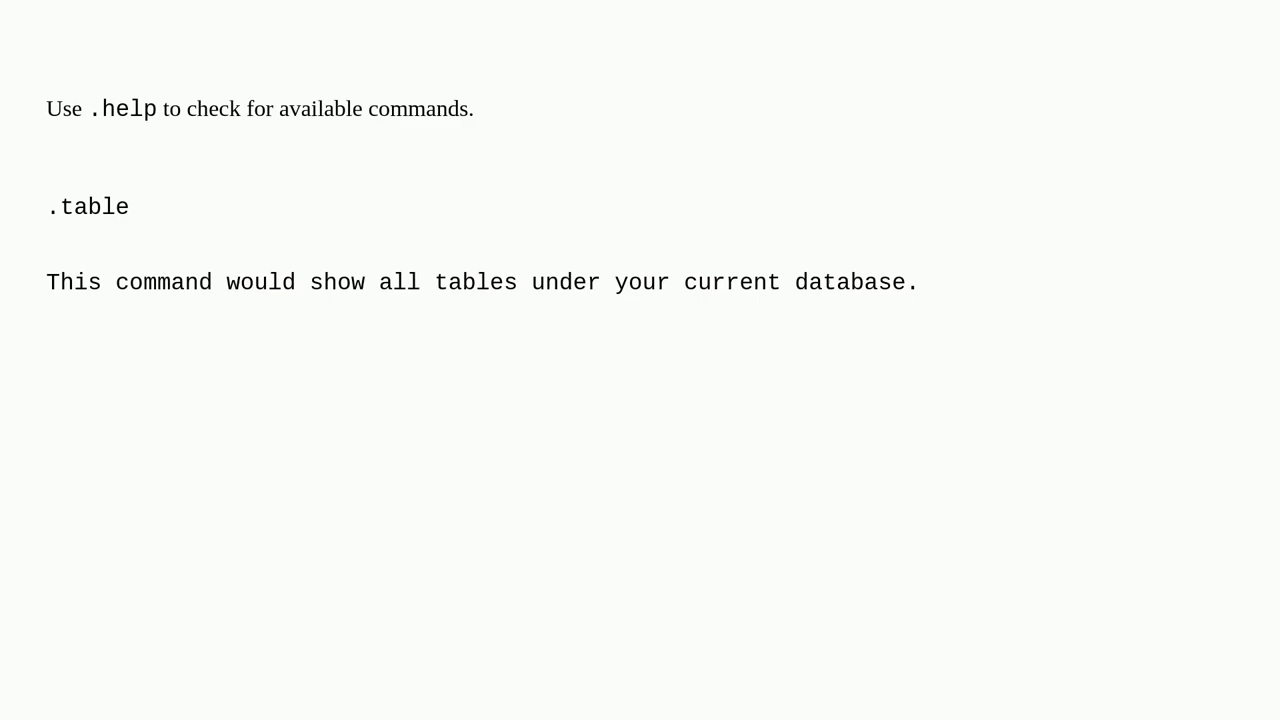 Use .help to check for available commands.
.table
This command would show all tables under your current database.